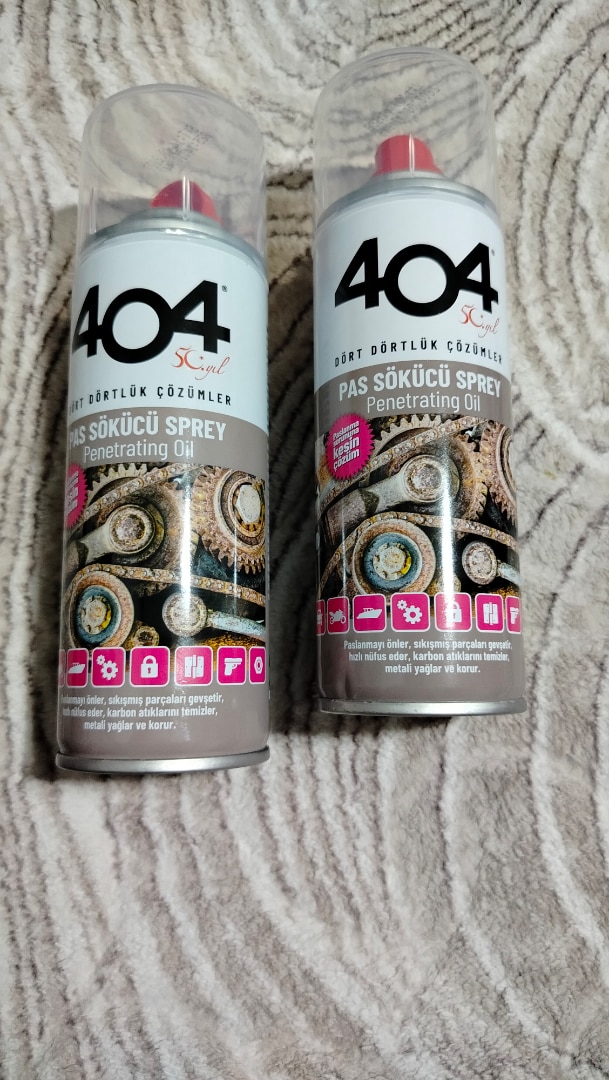 404®
50.yıl
DÖRT DÖRTLÜK ÇÖZÜMLER
PAS SÖKÜCÜ SPREY
Penetrating Oil
Paslanmayı önler, sıkışmış parçaları gevşetir,
hızlı nüfus eder, karbon atıklarını temizler,
metali yağlar ve korur.
404®
50.yıl
DÖRT DÖRTLÜK ÇÖZÜMLER
PAS SÖKÜCÜ SPREY
Penetrating Oil
Paslanma
sorununa
kesin
çözüm
Paslanmayı önler, sıkışmış parçaları gevşetir,
hızlı nüfus eder, karbon atıklarını temizler,
metali yağlar ve korur.